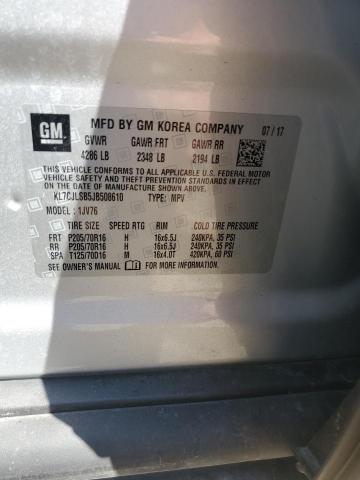 GM
MFD BY GM KOREA COMPANY 07/17
GVWR GAWR FRT GAWR RR
4286 LB 2348 LB 2194 LB
THIS VEHICLE CONFORMS TO ALL APPLICABLE U.S. FEDERAL MOTOR
VEHICLE SAFETY AND THEFT PREVENTION STANDARDS IN EFFECT ON
THE DATE OF MANUFACTURE SHOWN ABOVE.
KL7CJLSB5JB508610 TYPE: MPV
MODEL: 1JV76
TIRE SIZE SPEED RTG RIM COLD TIRE PRESSURE
FRT P205/70R16 H 16x6.5J 240KPA, 35 PSI
RR P205/70R16 H 16x6.5J 240KPA, 35 PSI
SPA T125/70D16 M 16x4.0T 420KPA, 60 PSI
SEE OWNER'S MANUAL FOR ADDITIONAL INFORMATION.